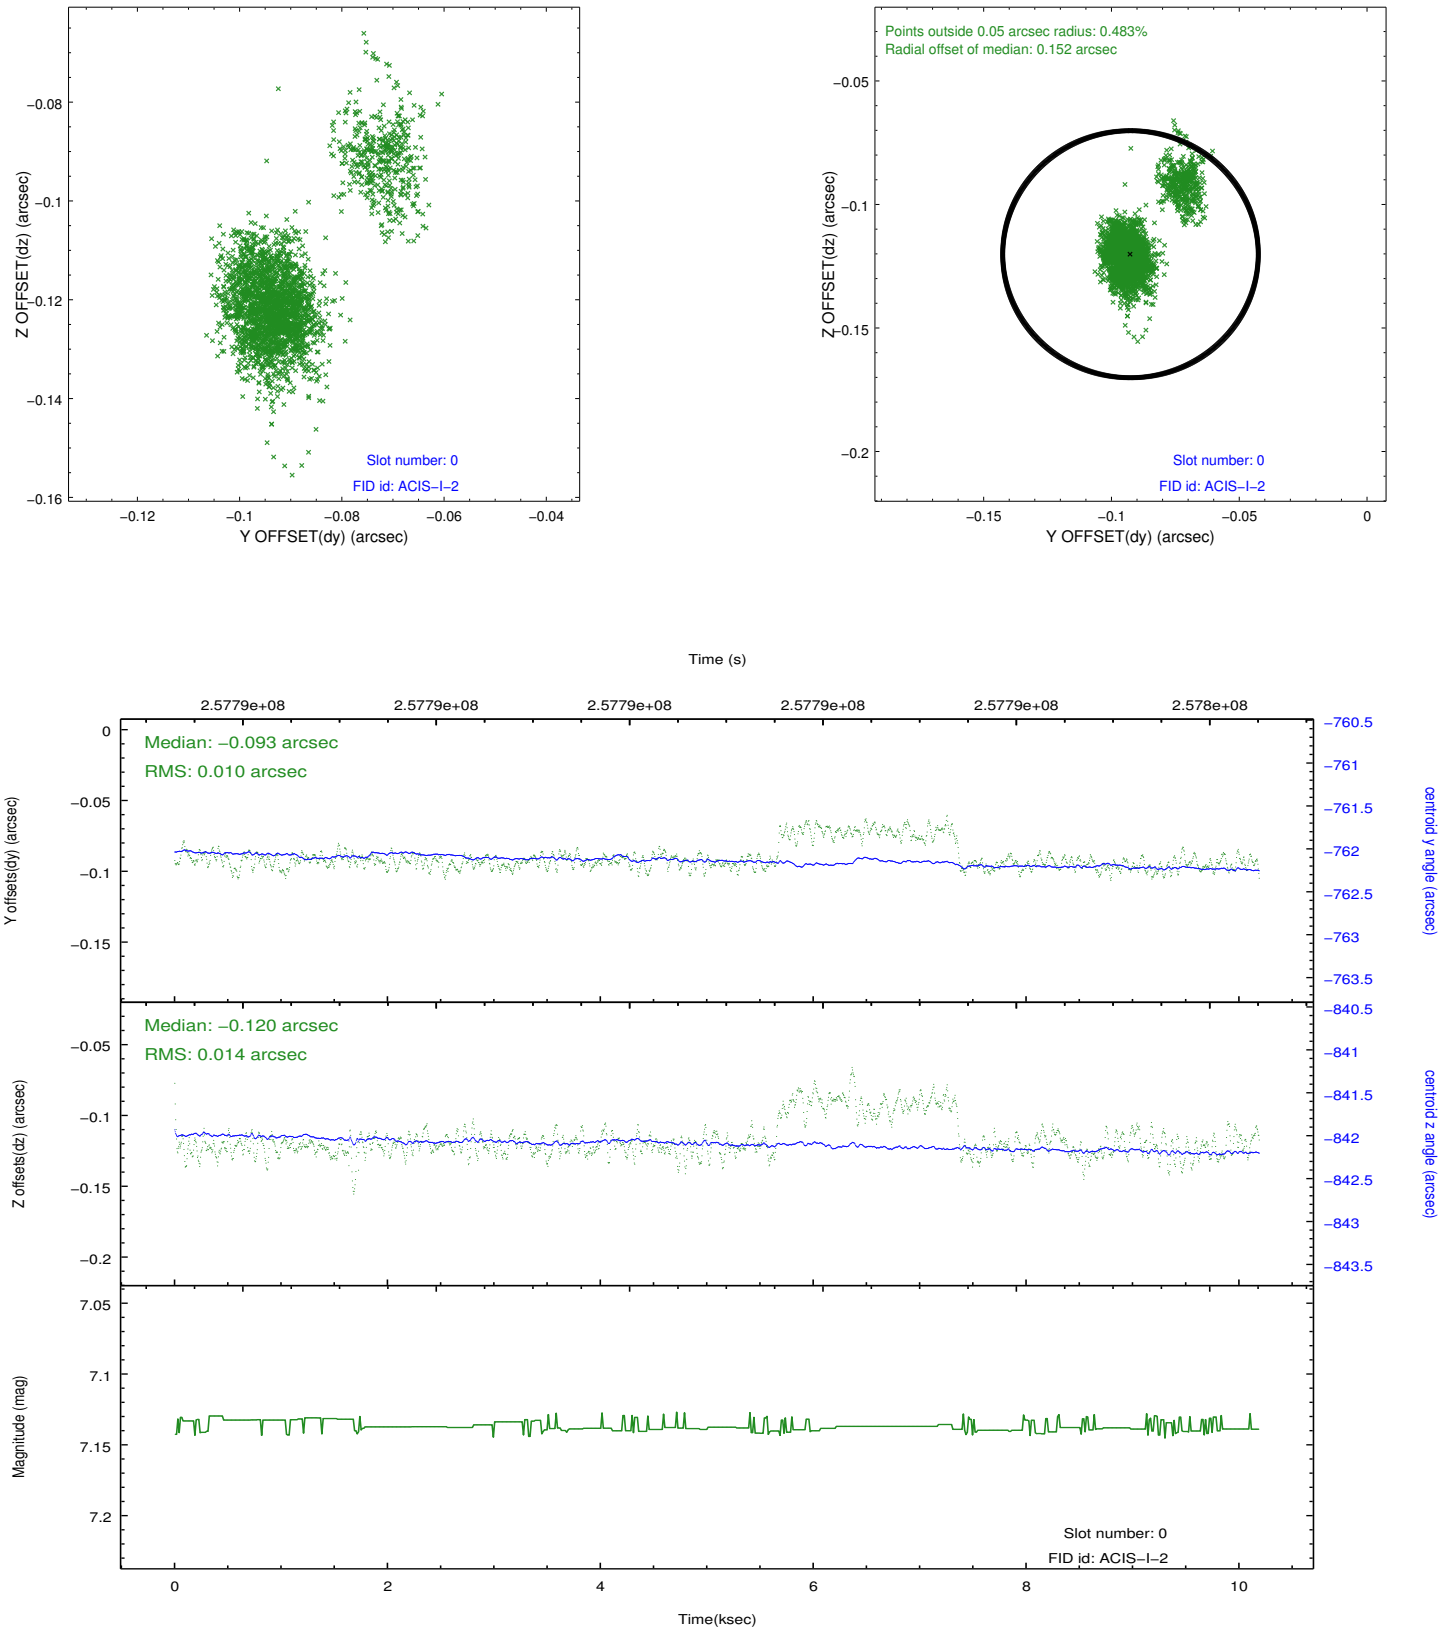 −0.08
−0.1
−0.12
−0.14
−0.16
Z OFFSET(dz) (arcsec)
Slot number: 0
FID id: ACIS−I−2
−0.12
−0.1
−0.08
−0.06
−0.04
Y OFFSET(dy) (arcsec)
Points outside 0.05 arcsec radius: 0.483%
Radial offset of median: 0.152 arcsec
−0.05
−0.1
−0.15
−0.2
Z OFFSET(dz) (arcsec)
Slot number: 0
FID id: ACIS−I−2
−0.15
−0.1
−0.05
0
Y OFFSET(dy) (arcsec)
Time (s)
2.5779e+08
2.5779e+08
2.5779e+08
2.5779e+08
2.5779e+08
2.578e+08
Median: −0.093 arcsec
RMS: 0.010 arcsec
0
−0.05
−0.1
−0.15
Y offsets(dy) (arcsec)
−760.5
−761
−761.5
−762
−762.5
−763
−763.5
centroid y angle (arcsec)
Median: −0.120 arcsec
RMS: 0.014 arcsec
−0.05
−0.1
−0.15
−0.2
Z offsets(dz) (arcsec)
−840.5
−841
−841.5
−842
−842.5
−843
−843.5
centroid z angle (arcsec)
7.05
7.1
7.15
7.2
Magnitude (mag)
Slot number: 0
FID id: ACIS−I−2
0
2
4
6
8
10
Time(ksec)